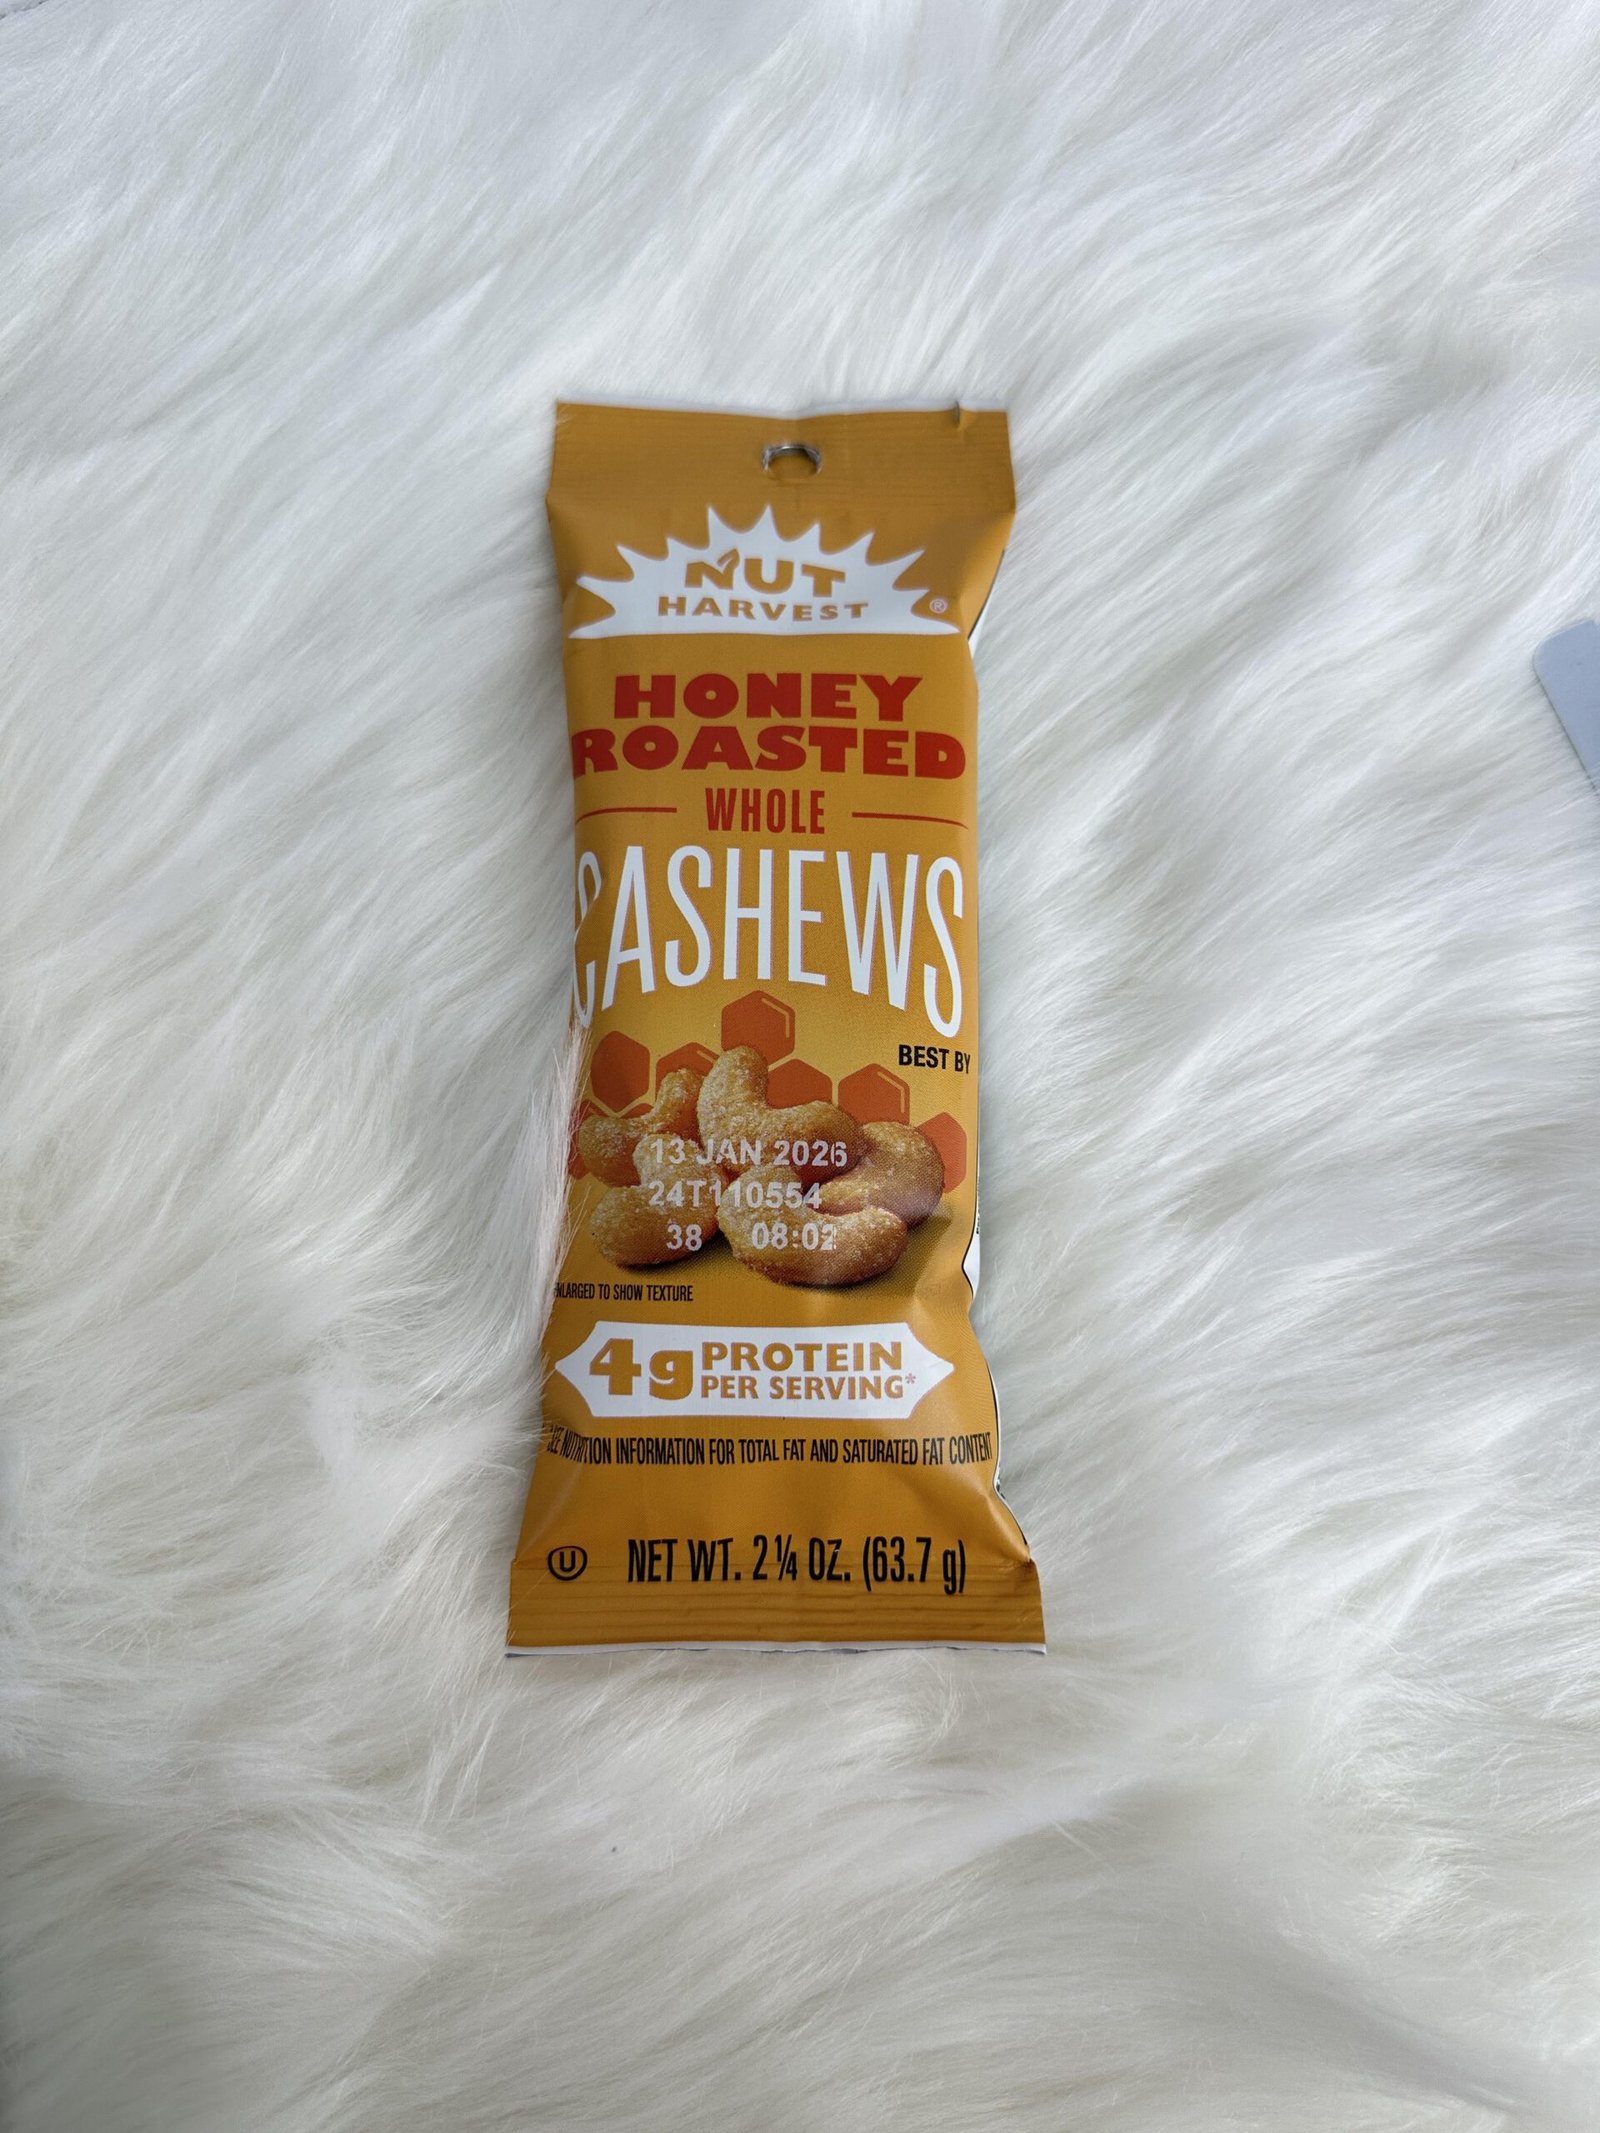 NUT
HARVEST ®
HONEY
ROASTED
WHOLE
CASHEWS
BEST BY
13 JAN 2026
24T110554
38 08:02
ENLARGED TO SHOW TEXTURE
4g PROTEIN
PER SERVING*
SEE NUTRITION INFORMATION FOR TOTAL FAT AND SATURATED FAT CONTENT
U NET WT. 2 ¼ OZ. (63.7 g)